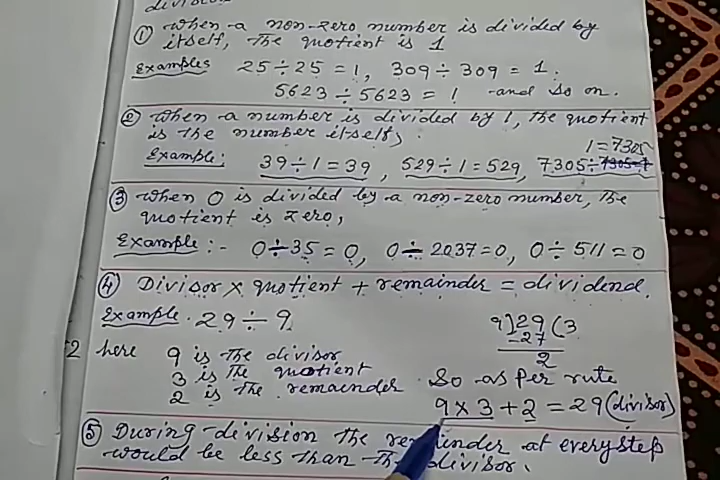 ① When a non-zero number is divided by
itself, the quotient is 1
Examples 25÷25 = 1, 309÷309 = 1.
5623÷5623 = 1 and so on.
② When a number is divided by 1, the quotient
is the number itself,
1=7305
Example: 39÷1=39, 529÷1=529, 7305÷
③ When 0 is divided by a non-zero number, the
quotient is zero,
Example :- 0÷35=0, 0÷2037=0, 0÷511=0
④ Divisor x quotient + remainder = dividend.
Example. 29÷9
9)29(3
-27
2
2 here 9 is the divisor
3 is the quotient
2 is the remainder. So as per rule
9 x 3 + 2 = 29 (divisor)
⑤ During division the remainder at every step
would be less than the divisor.